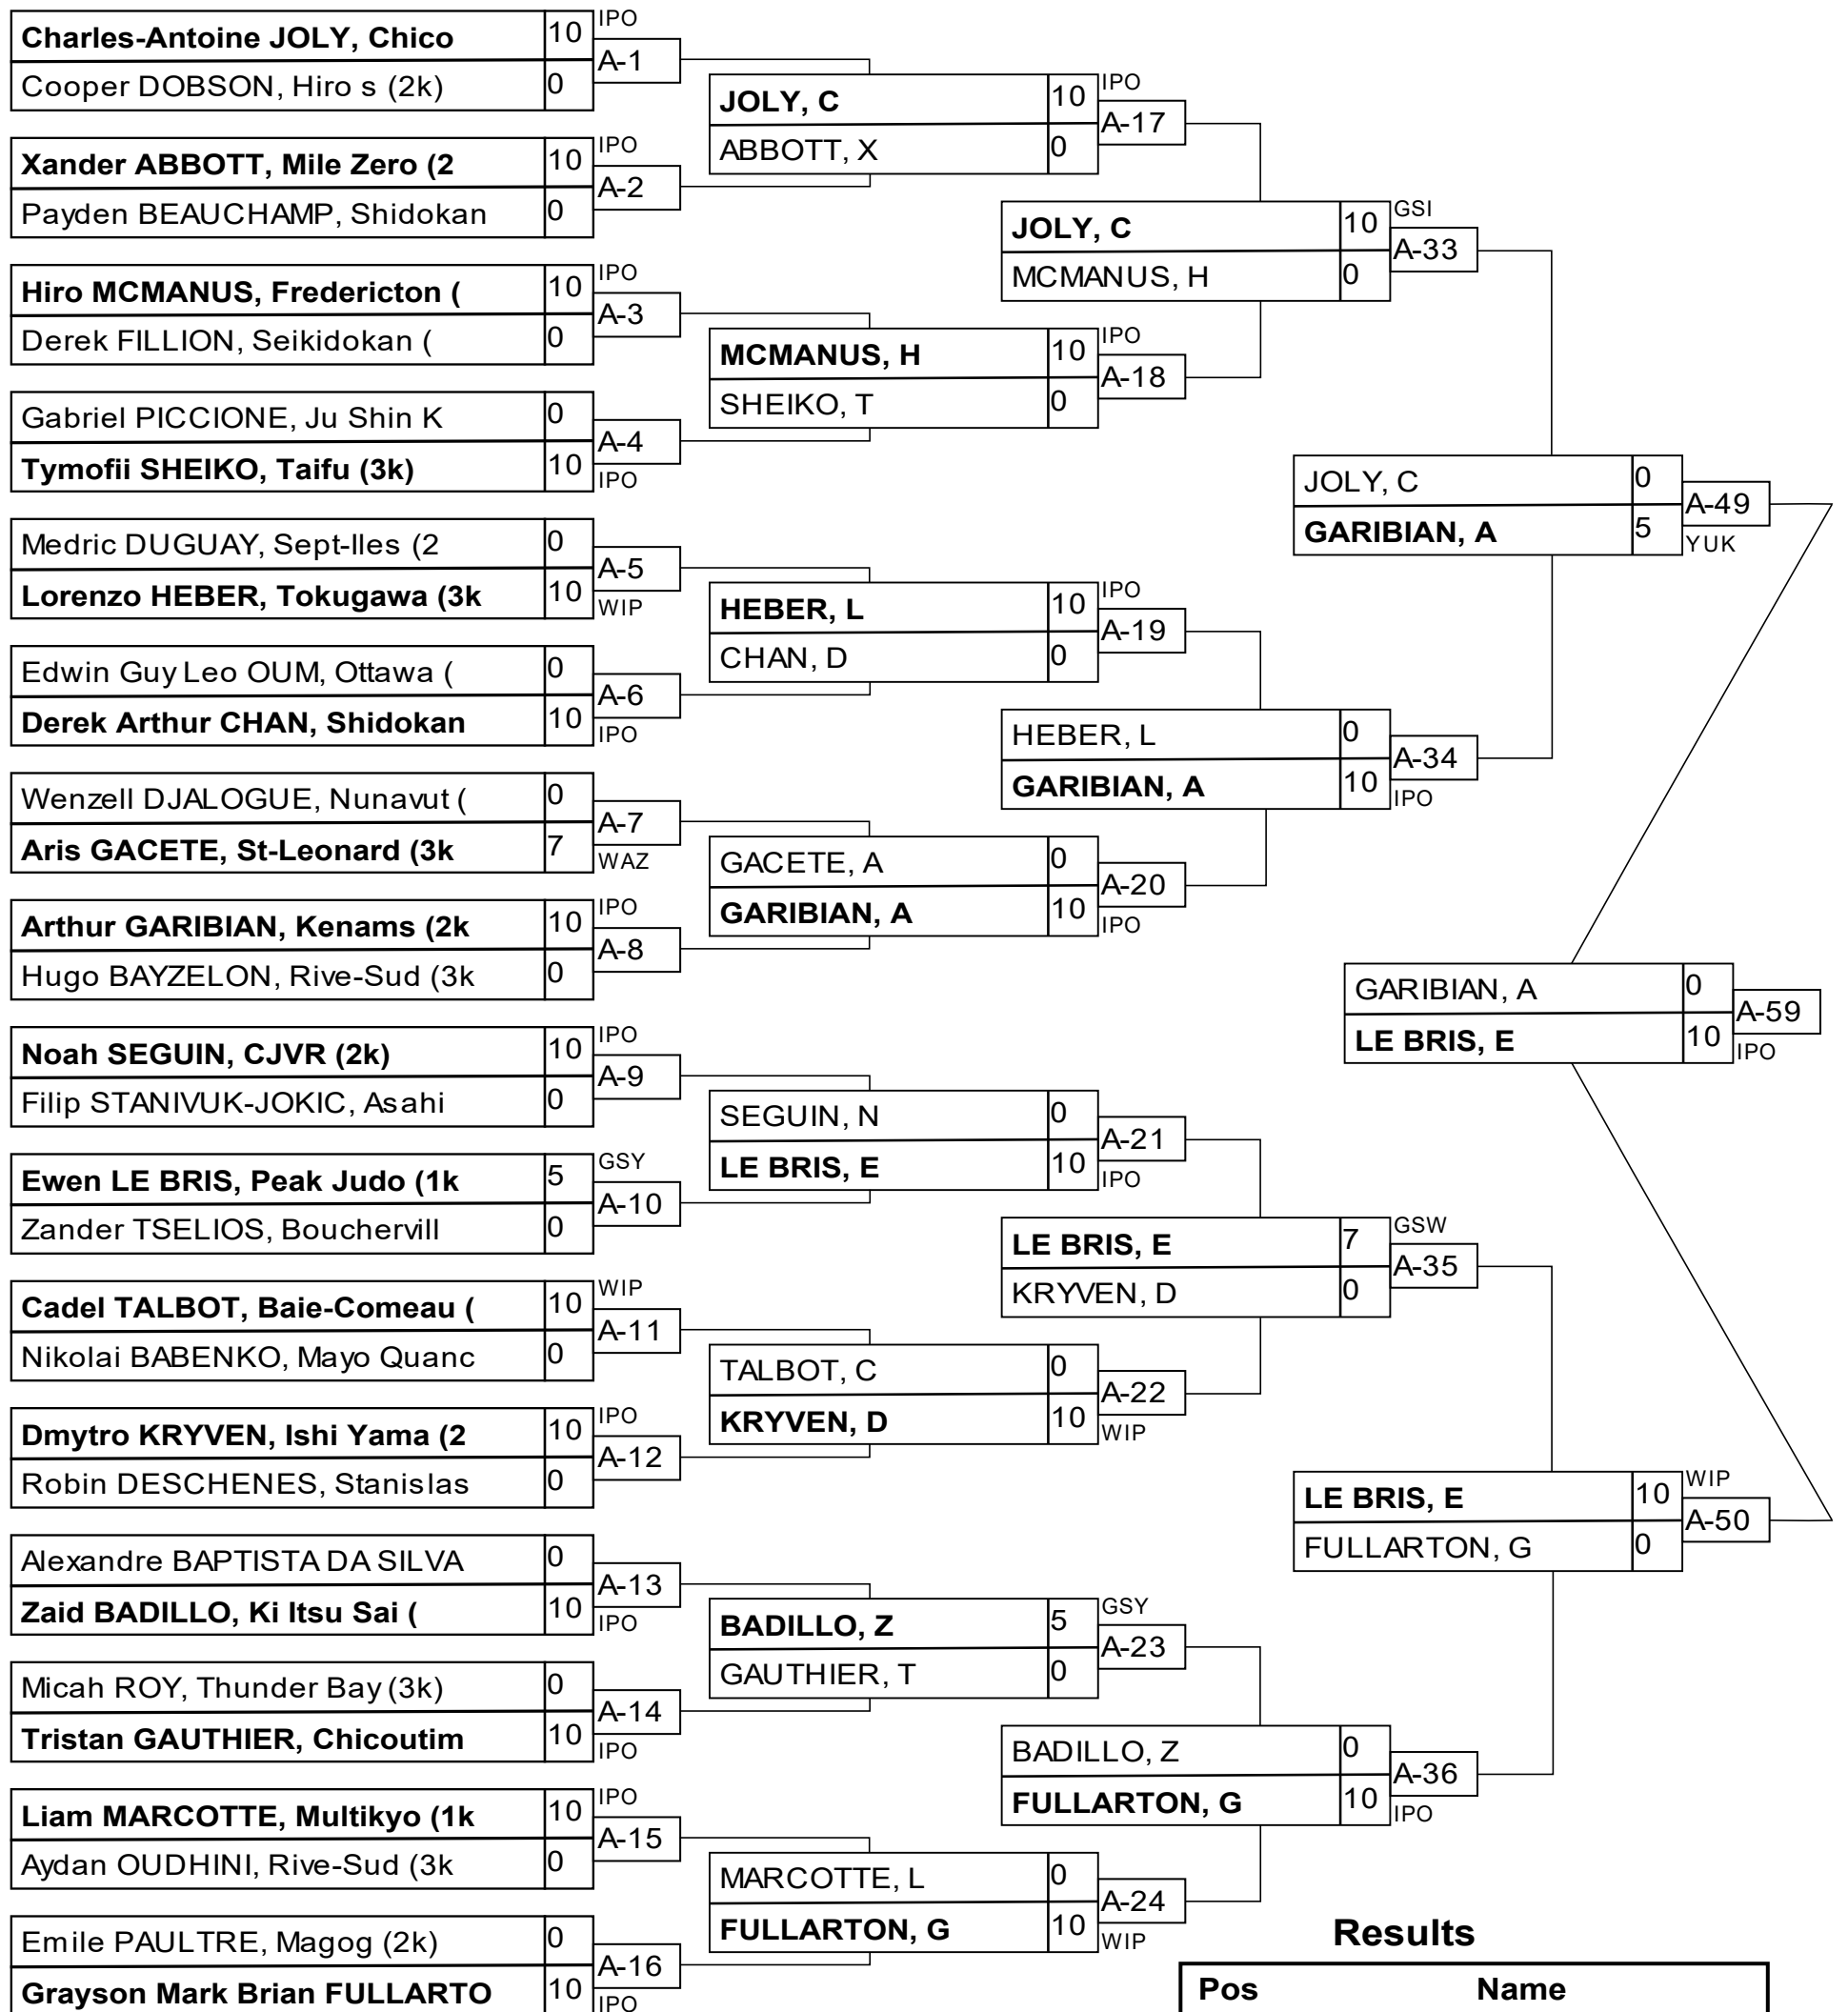 Charles-Antoine JOLY, Chico 10 IPO
A-1
Cooper DOBSON, Hiro s (2k) 0
Xander ABBOTT, Mile Zero (2 10 IPO
A-2
Payden BEAUCHAMP, Shidokan 0
Hiro MCMANUS, Fredericton ( 10 IPO
A-3
Derek FILLION, Seikidokan ( 0
Gabriel PICCIONE, Ju Shin K 0
A-4
Tymofii SHEIKO, Taifu (3k) 10 IPO
Medric DUGUAY, Sept-Iles (2 0
A-5
Lorenzo HEBER, Tokugawa (3k 10 WIP
Edwin Guy Leo OUM, Ottawa ( 0
A-6
Derek Arthur CHAN, Shidokan 10 IPO
Wenzell DJALOGUE, Nunavut ( 0
A-7
Aris GACETE, St-Leonard (3k 7 WAZ
Arthur GARIBIAN, Kenams (2k 10 IPO
A-8
Hugo BAYZELON, Rive-Sud (3k 0
Noah SEGUIN, CJVR (2k) 10 IPO
A-9
Filip STANIVUK-JOKIC, Asahi 0
Ewen LE BRIS, Peak Judo (1k 5 GSY
A-10
Zander TSELIOS, Bouchervill 0
Cadel TALBOT, Baie-Comeau ( 10 WIP
A-11
Nikolai BABENKO, Mayo Quanc 0
Dmytro KRYVEN, Ishi Yama (2 10 IPO
A-12
Robin DESCHENES, Stanislas 0
Alexandre BAPTISTA DA SILVA 0
A-13
Zaid BADILLO, Ki Itsu Sai ( 10 IPO
Micah ROY, Thunder Bay (3k) 0
A-14
Tristan GAUTHIER, Chicoutim 10 IPO
Liam MARCOTTE, Multikyo (1k 10 IPO
A-15
Aydan OUDHINI, Rive-Sud (3k 0
Emile PAULTRE, Magog (2k) 0
A-16
Grayson Mark Brian FULLARTO 10 IPO
JOLY, C 10 IPO
A-17
ABBOTT, X 0
MCMANUS, H 10 IPO
A-18
SHEIKO, T 0
HEBER, L 10 IPO
A-19
CHAN, D 0
GACETE, A 0
A-20
GARIBIAN, A 10 IPO
SEGUIN, N 0
A-21
LE BRIS, E 10 IPO
TALBOT, C 0
A-22
KRYVEN, D 10 WIP
BADILLO, Z 5 GSY
A-23
GAUTHIER, T 0
MARCOTTE, L 0
A-24
FULLARTON, G 10 WIP
JOLY, C 10 GSI
A-33
MCMANUS, H 0
HEBER, L 0
A-34
GARIBIAN, A 10 IPO
LE BRIS, E 7 GSW
A-35
KRYVEN, D 0
BADILLO, Z 0
A-36
FULLARTON, G 10 IPO
JOLY, C 0
A-49
GARIBIAN, A 5 YUK
LE BRIS, E 10 WIP
A-50
FULLARTON, G 0
GARIBIAN, A 0
A-59
LE BRIS, E 10 IPO
Results
Pos Name